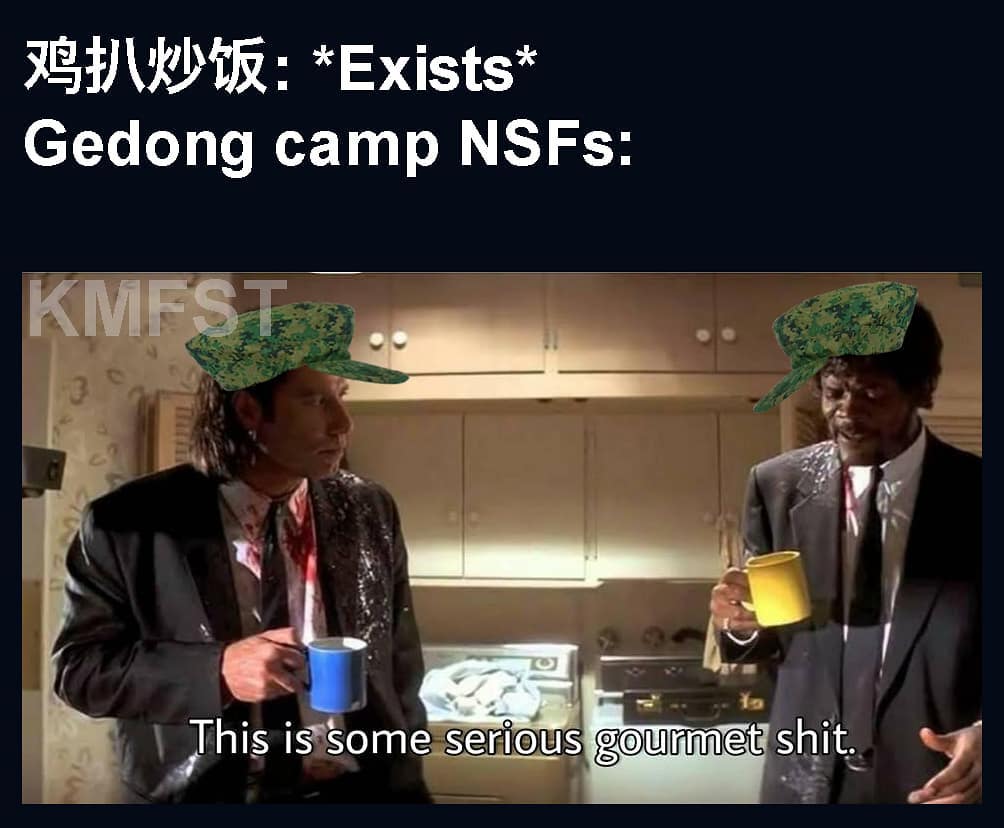 鸡扒炒饭: *Exists*
Gedong camp NSFs:
KMFST
This is some serious gourmet shit.